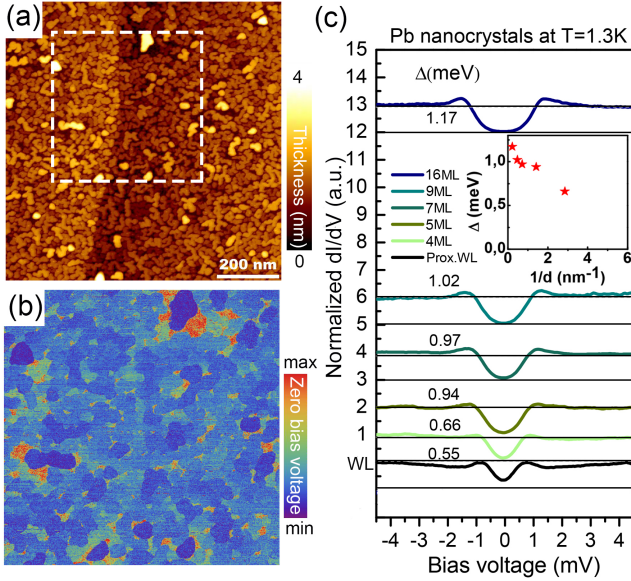 (a)
4
Thickness (nm)
0
200 nm
(b)
max
Zero bias voltage
min
(c)
Pb nanocrystals at T=1.3K
Normalized dI/dV (a.u.)
15
14
13
12
11
10
9
8
7
6
5
4
3
2
1
WL
Δ(meV)
1.17
16ML
9ML
7ML
5ML
4ML
Prox.WL
Δ (meV)
1,0
0,5
0,0
0 2 4 6
1/d (nm⁻¹)
1.02
0.97
0.94
0.66
0.55
-4 -3 -2 -1 0 1 2 3 4
Bias voltage (mV)